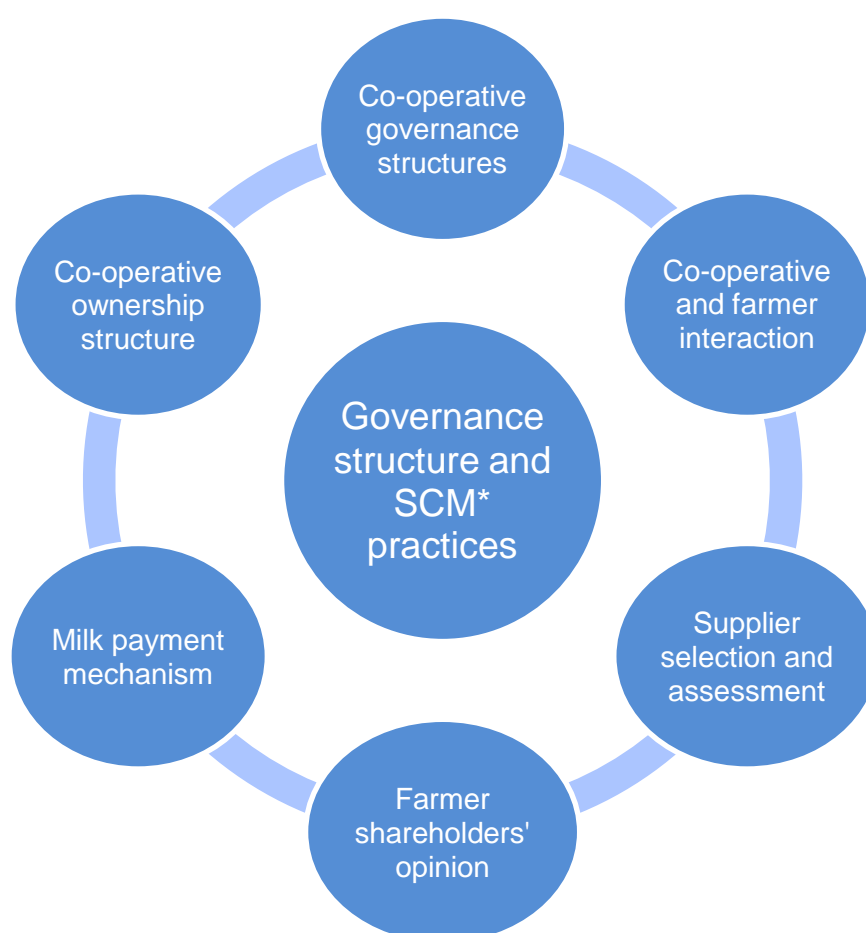 Co-operative
governance
structures
Co-operative
ownership
structure
Co-operative
and farmer
interaction
Governance
structure and
SCM*
practices
Milk payment
mechanism
Supplier
selection and
assessment
Farmer
shareholders'
opinion